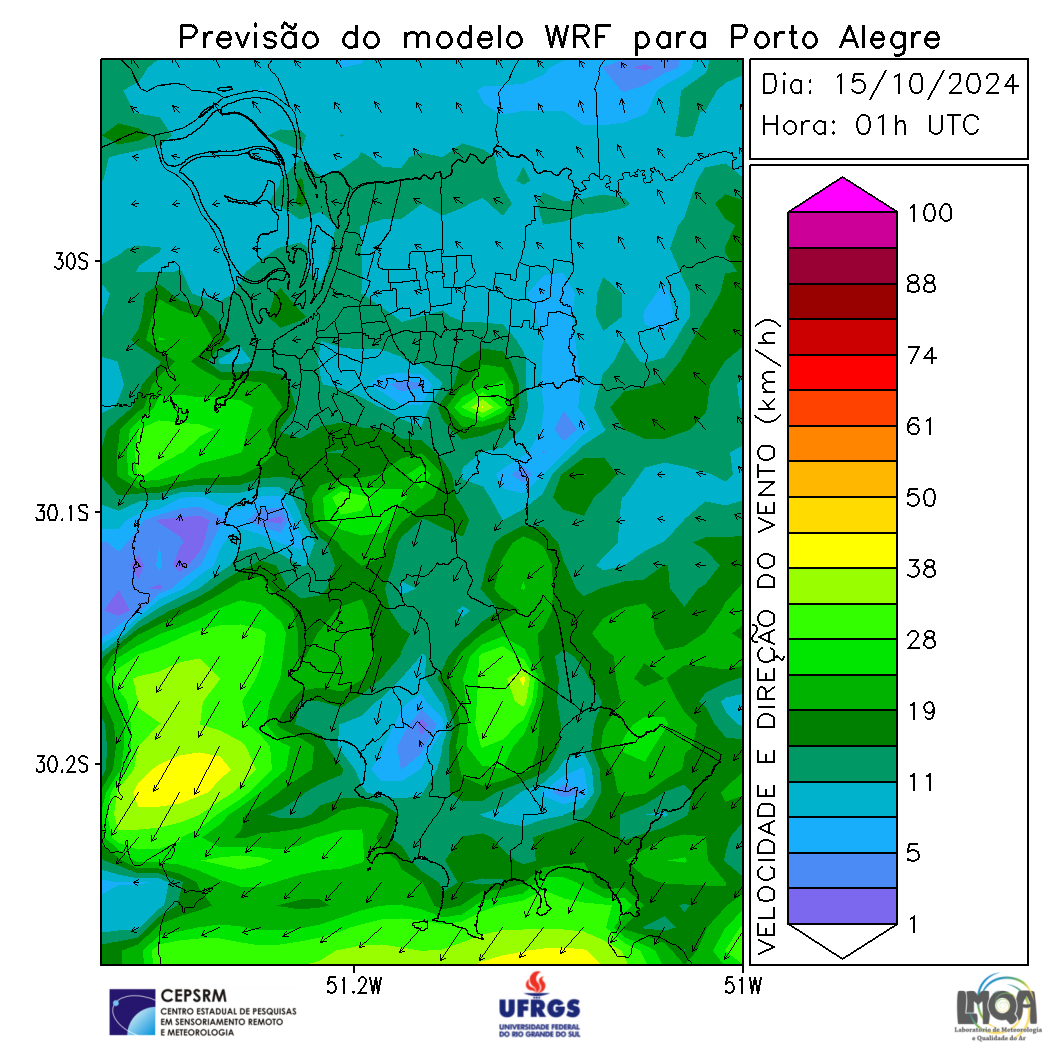 Previsão do modelo WRF para Porto Alegre
Dia: 15/10/2024
Hora: 01h UTC
30S
30.1S
30.2S
51.2W
51W
VELOCIDADE E DIREÇÃO DO VENTO (km/h)
100
88
74
61
50
38
28
19
11
5
1
CEPSRM
CENTRO ESTADUAL DE PESQUISAS
EM SENSORIAMENTO REMOTO
E METEOROLOGIA
UFRGS
UNIVERSIDADE FEDERAL
DO RIO GRANDE DO SUL
LMQA
Laboratório de Meteorologia
e Qualidade do Ar